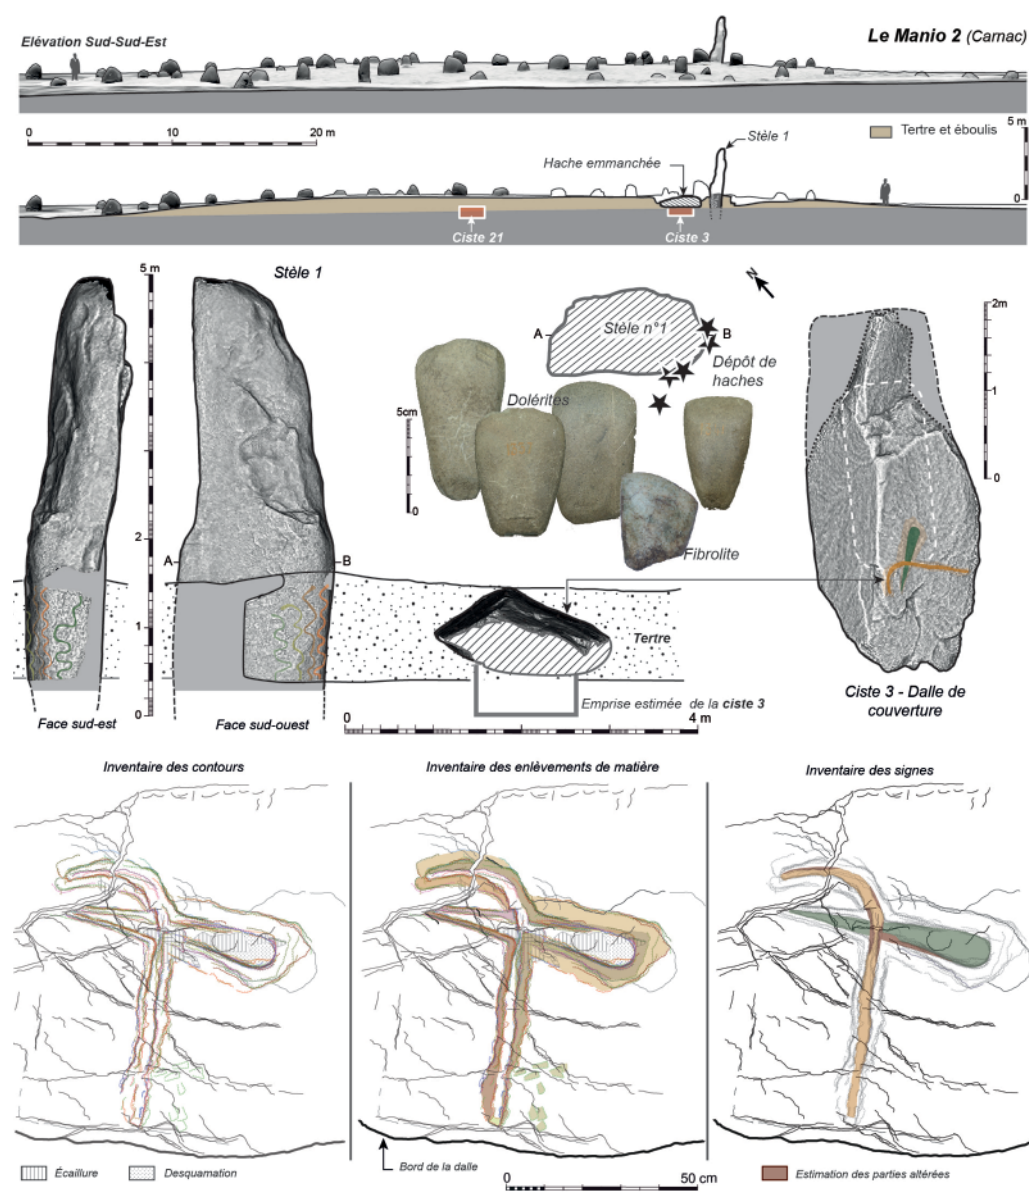 Elévation Sud-Sud-Est
Le Manio 2 (Carnac)
0 10 20 m
5 m
0
Stèle 1
Tertre et éboulis
Hache emmanchée
Ciste 21
Ciste 3
5 m
2
1
0
Stèle 1
A
B
Face sud-est
Face sud-ouest
N
A
Stèle n°1
B
Dépôt de
haches
Dolérites
5cm
0
Fibrolite
2m
1
0
Tertre
Emprise estimée de la ciste 3
0 4 m
Ciste 3 - Dalle de
couverture
Inventaire des contours
Inventaire des enlèvements de matière
Inventaire des signes
Écaillure
Desquamation
Bord de la dalle
0 50 cm
Estimation des parties altérées